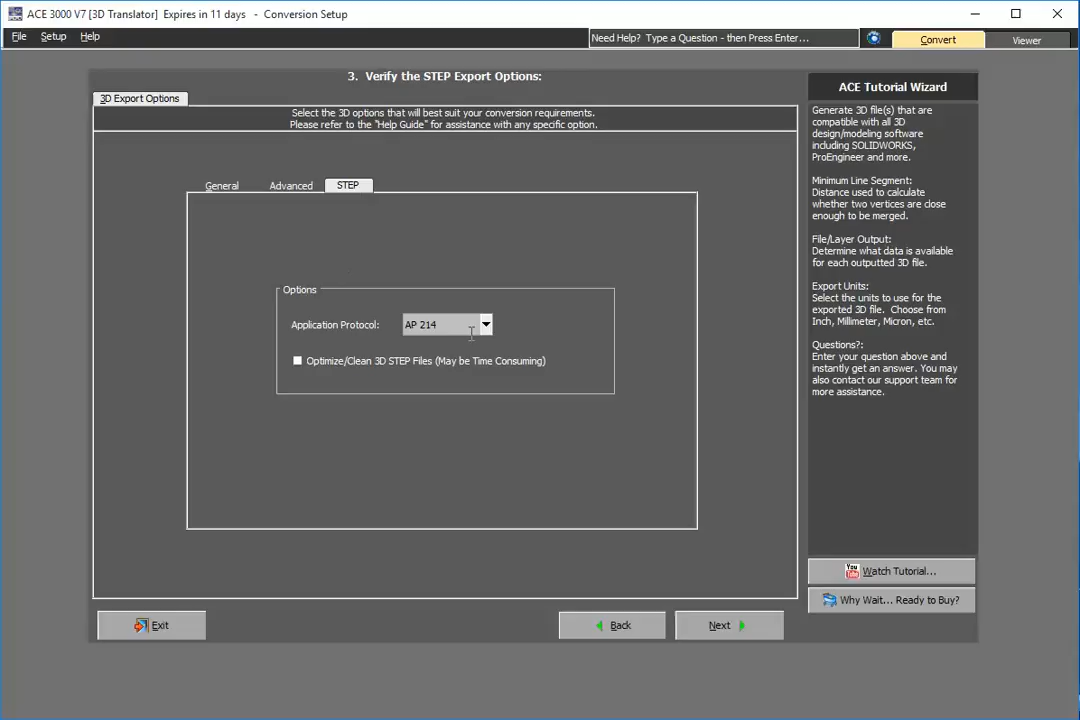 ACE 3000 V7 [3D Translator] Expires in 11 days - Conversion Setup
File Setup Help
Need Help? Type a Question - then Press Enter...
Convert
Viewer
3. Verify the STEP Export Options:
3D Export Options
Select the 3D options that will best suit your conversion requirements.
Please refer to the "Help Guide" for assistance with any specific option.
General Advanced STEP
Options
Application Protocol: AP 214
Optimize/Clean 3D STEP Files (May be Time Consuming)
Exit
Back
Next
ACE Tutorial Wizard
Generate 3D file(s) that are
compatible with all 3D
design/modeling software
including SOLIDWORKS,
ProEngineer and more.
Minimum Line Segment:
Distance used to calculate
whether two vertices are close
enough to be merged.
File/Layer Output:
Determine what data is available
for each outputted 3D file.
Export Units:
Select the units to use for the
exported 3D file. Choose from
Inch, Millimeter, Micron, etc.
Questions?:
Enter your question above and
instantly get an answer. You may
also contact our support team for
more assistance.
You Tube
Watch Tutorial...
Why Wait... Ready to Buy?